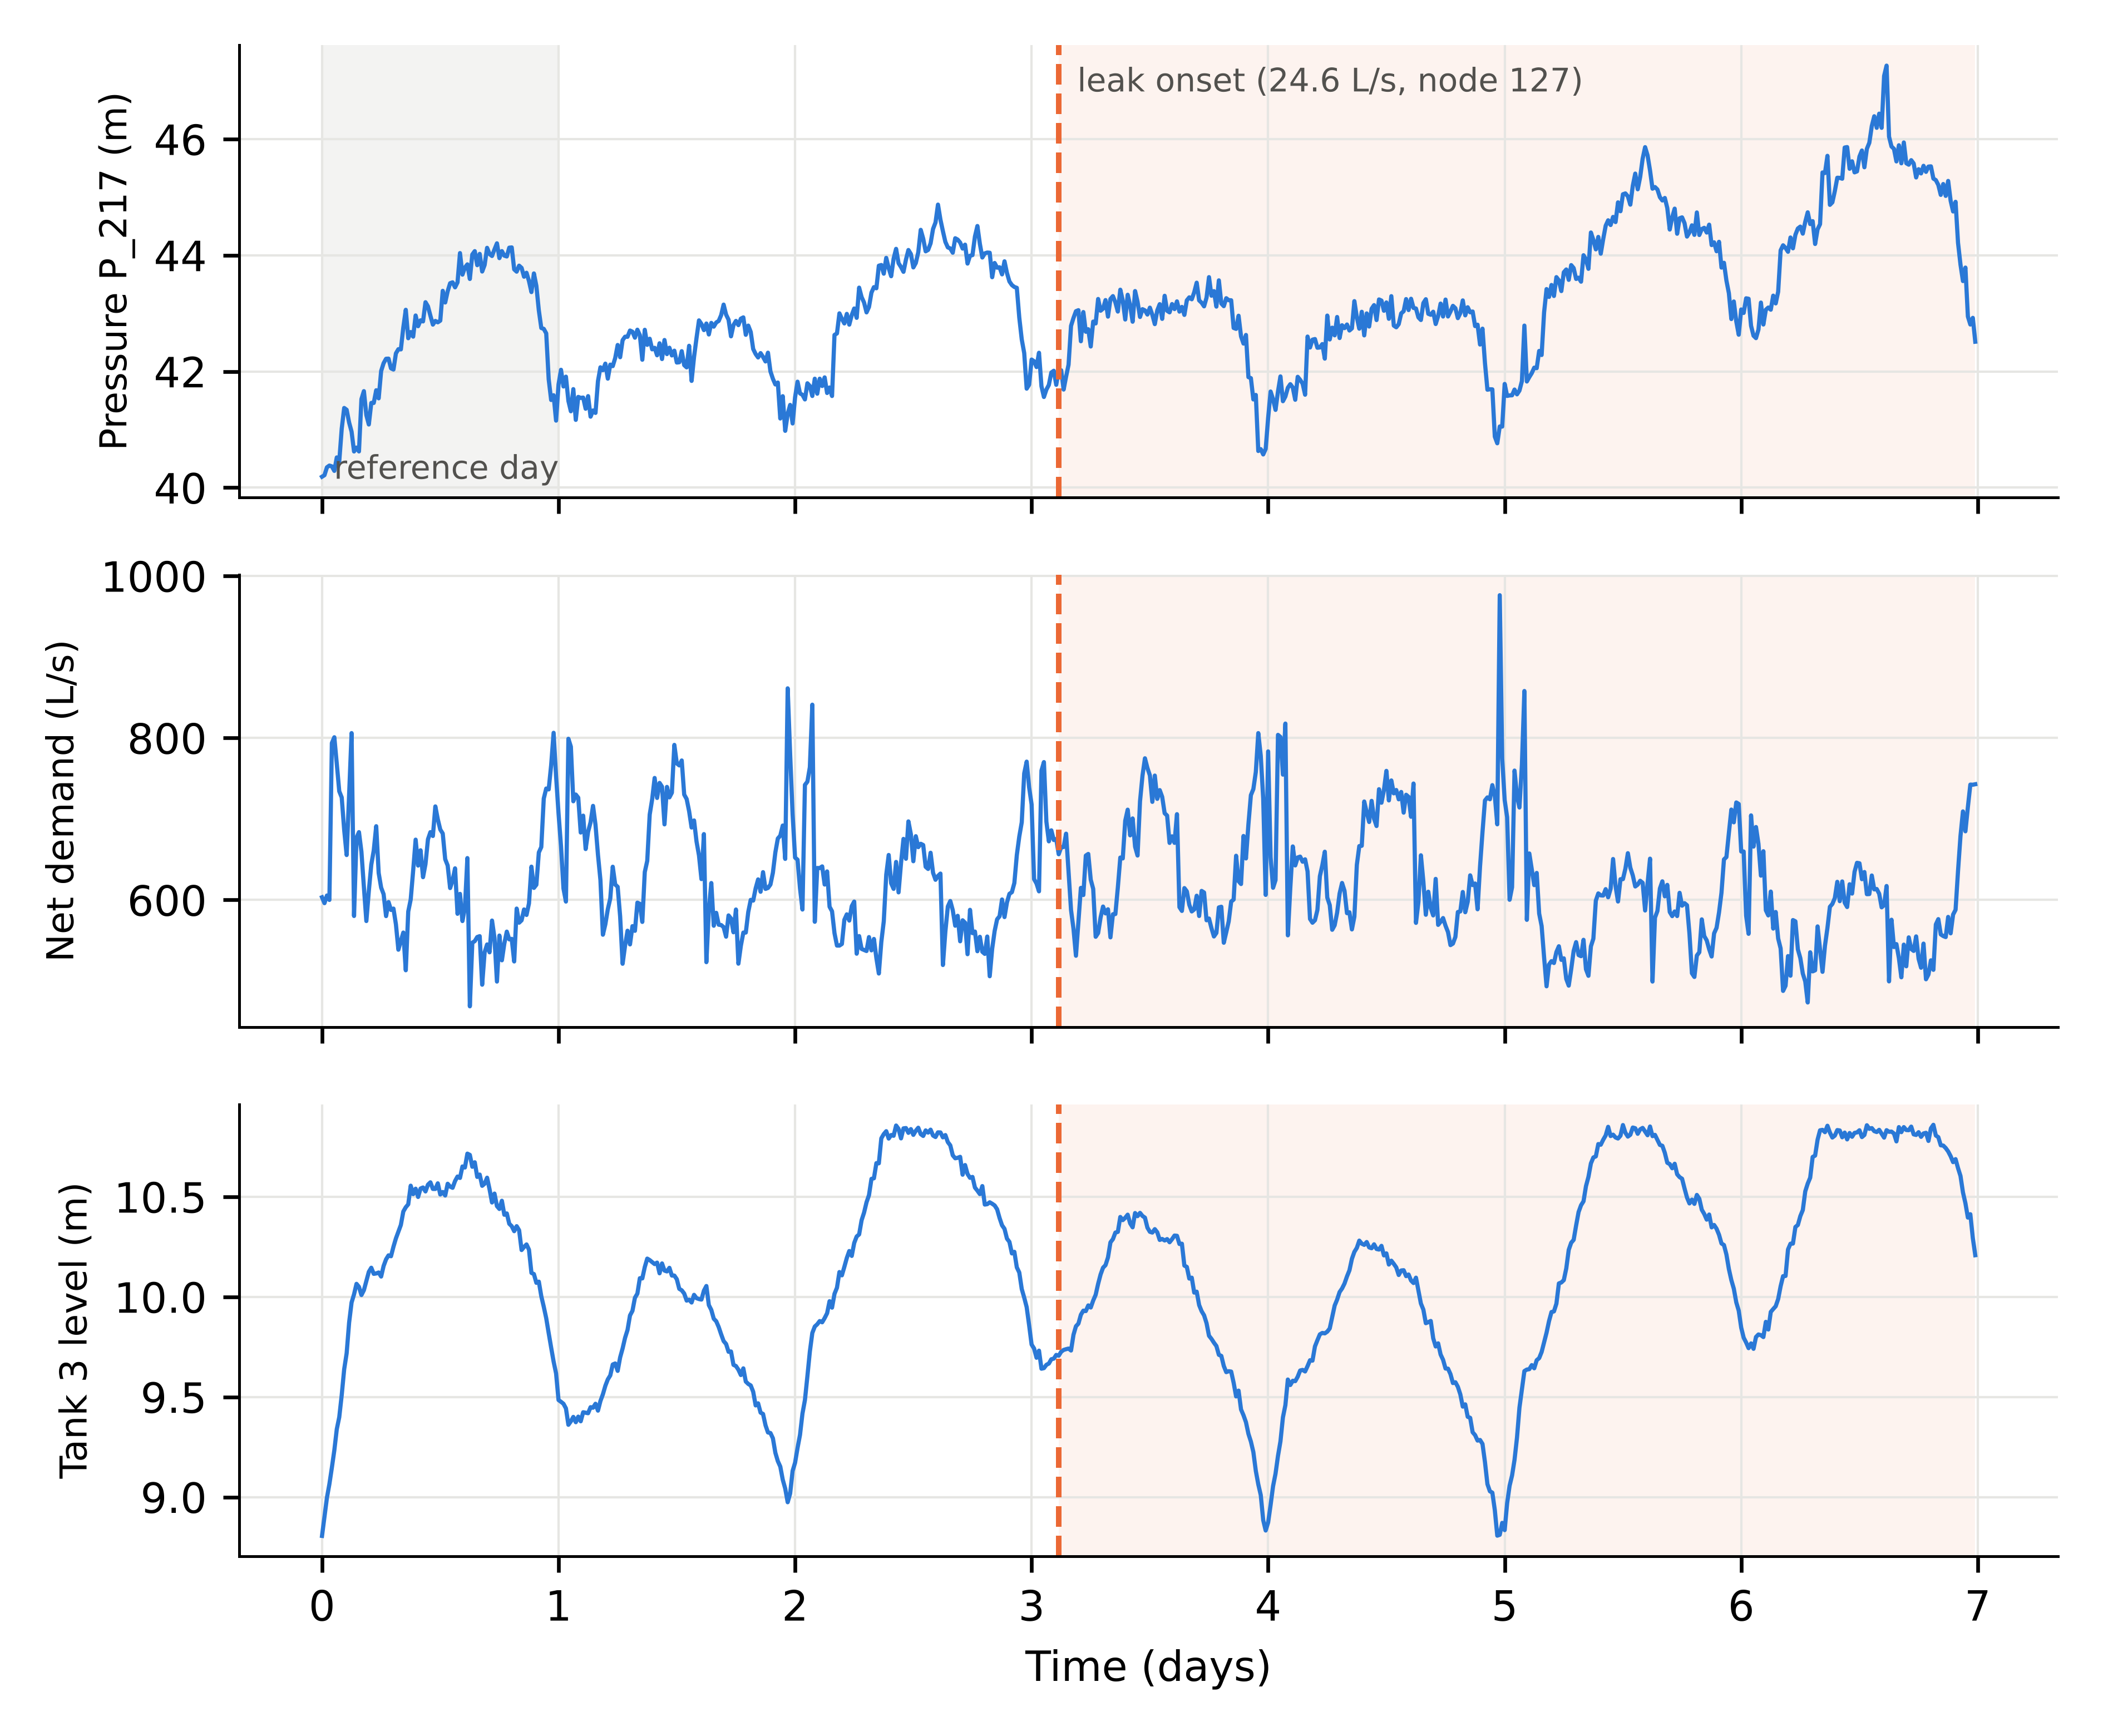 Pressure P_217 (m)
46
44
42
40
leak onset (24.6 L/s, node 127)
reference day
Net demand (L/s)
1000
800
600
Tank 3 level (m)
10.5
10.0
9.5
9.0
0 1 2 3 4 5 6 7
Time (days)